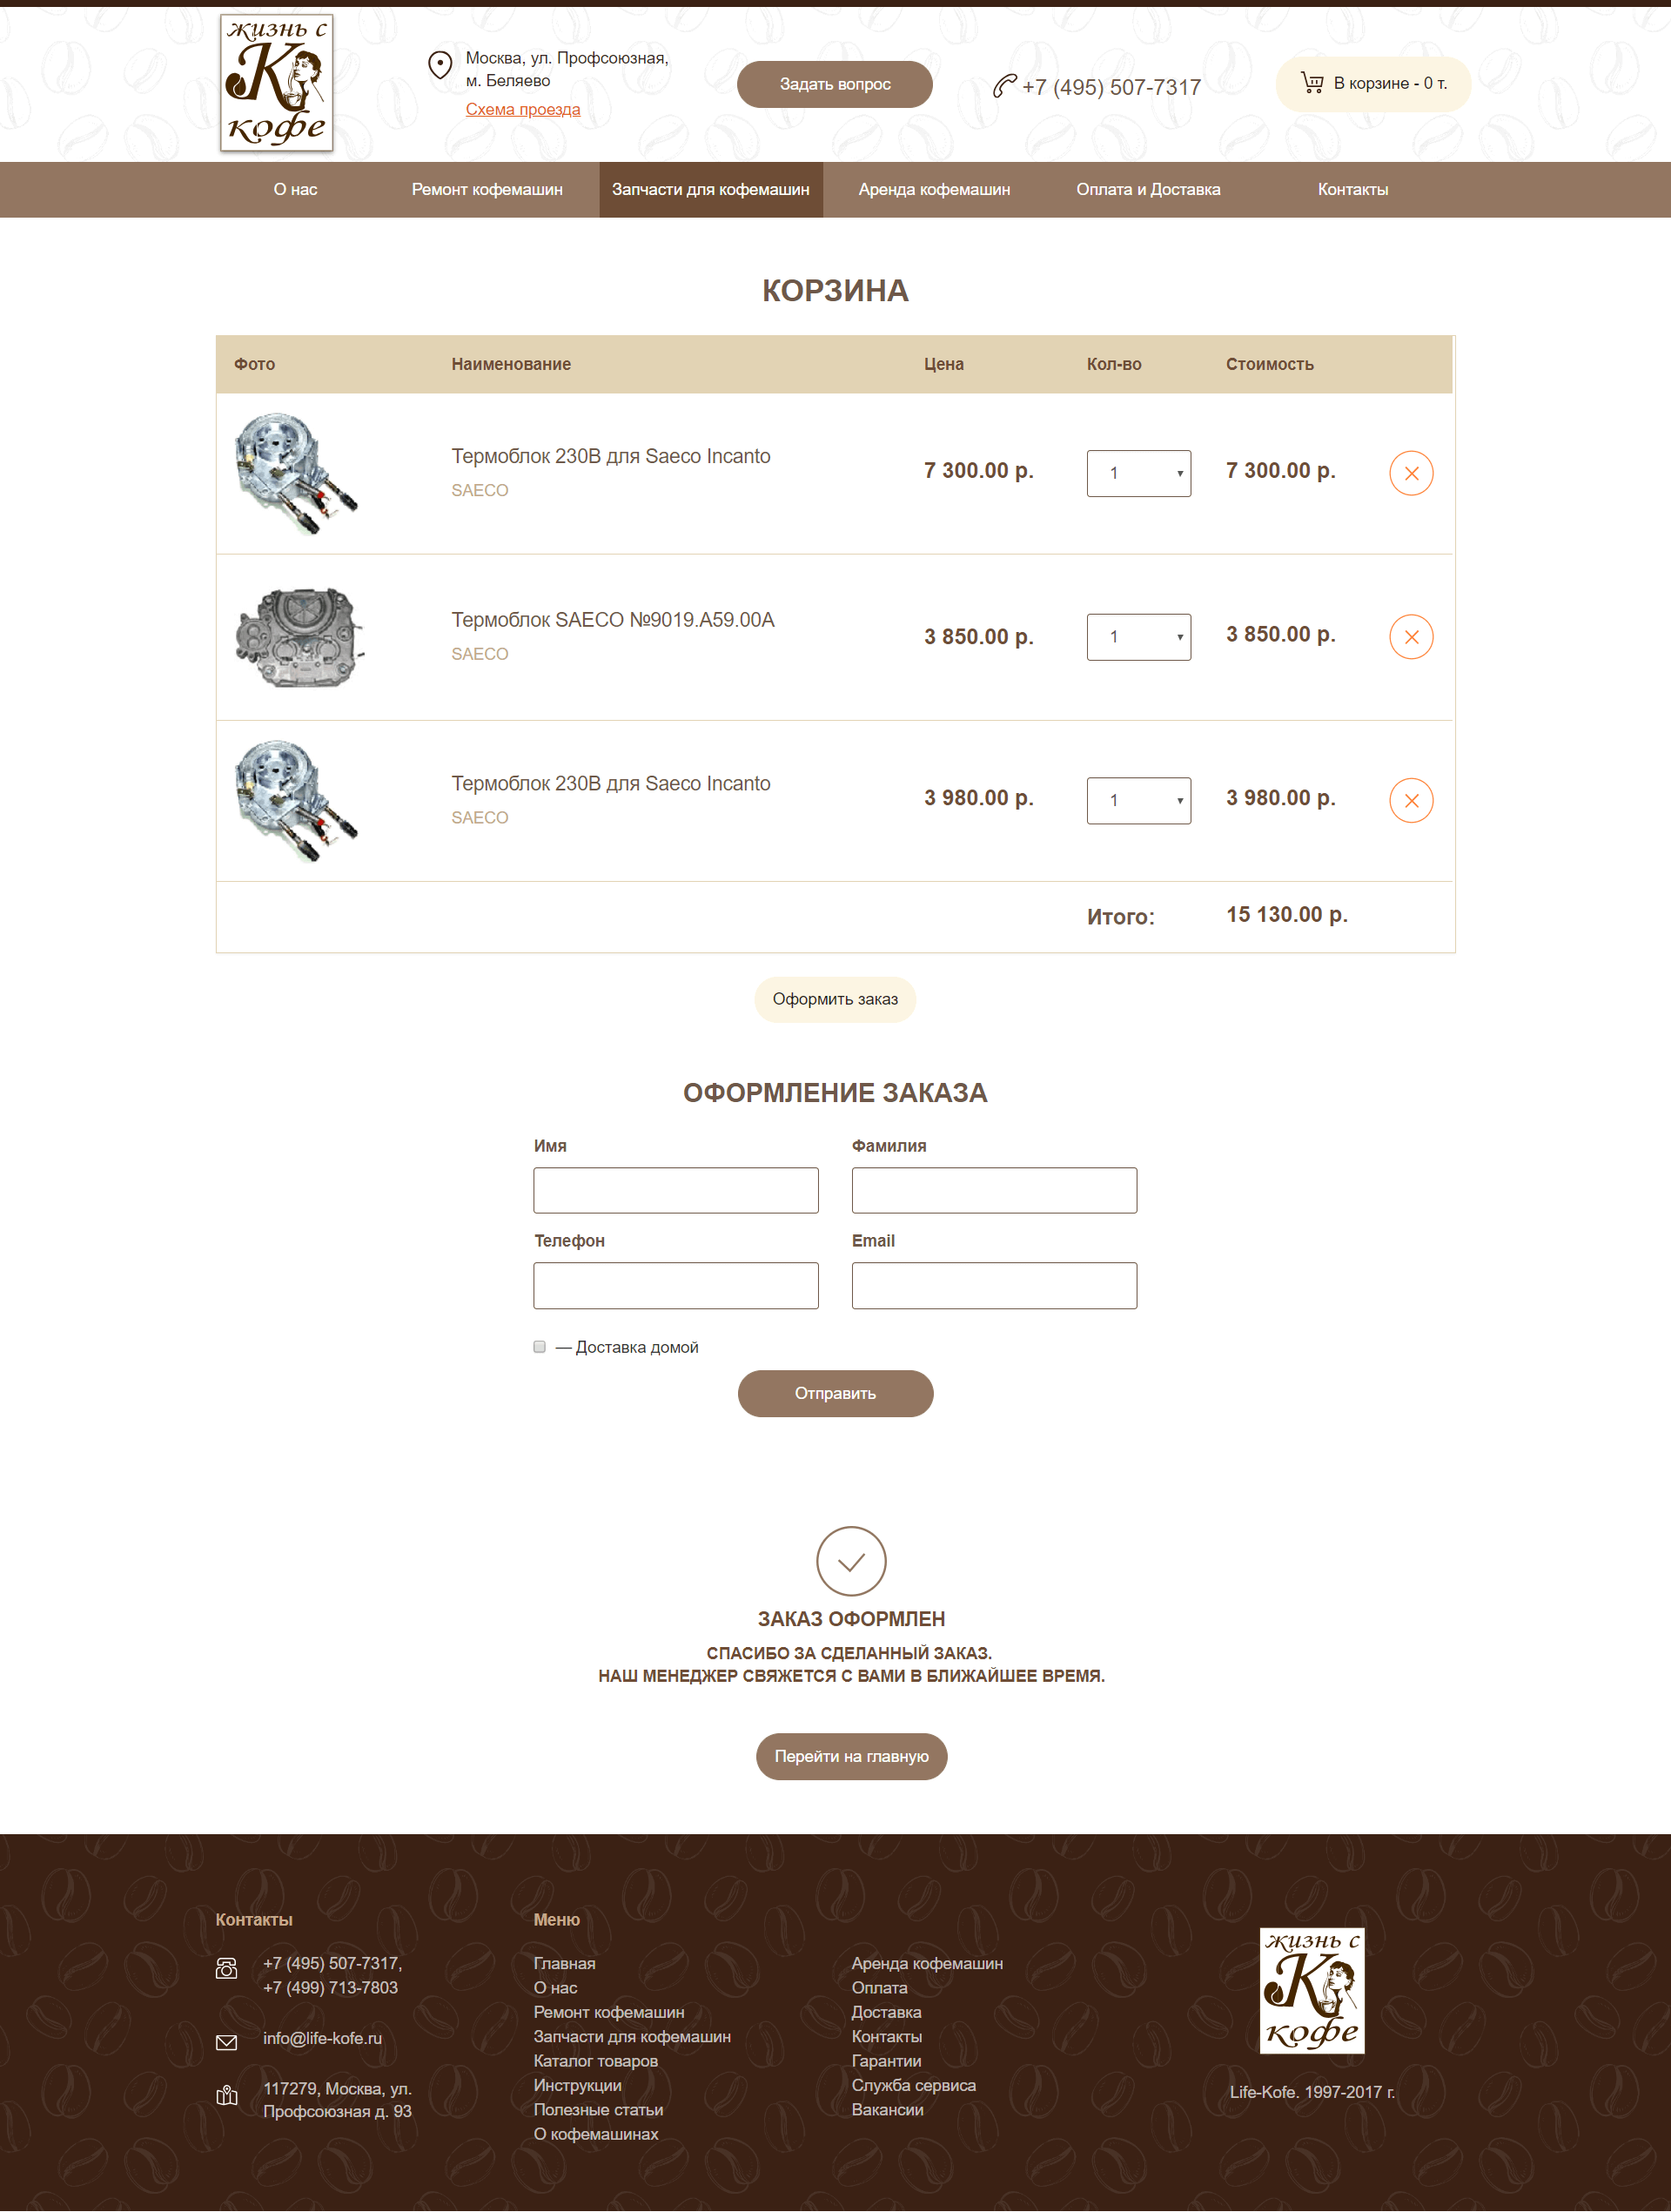 жизнь с
К
кофе
Москва, ул. Профсоюзная,
м. Беляево
Схема проезда
Задать вопрос
+7 (495) 507-7317
В корзине - 0 т.
О нас
Ремонт кофемашин
Запчасти для кофемашин
Аренда кофемашин
Оплата и Доставка
Контакты
КОРЗИНА
Фото Наименование Цена Кол-во Стоимость
Термоблок 230В для Saeco Incanto
SAECO
7 300.00 р. 1 7 300.00 р.
Термоблок SAECO №9019.A59.00A
SAECO
3 850.00 р. 1 3 850.00 р.
Термоблок 230В для Saeco Incanto
SAECO
3 980.00 р. 1 3 980.00 р.
Итого: 15 130.00 р.
Оформить заказ
ОФОРМЛЕНИЕ ЗАКАЗА
Имя
Фамилия
Телефон
Email
— Доставка домой
Отправить
ЗАКАЗ ОФОРМЛЕН
СПАСИБО ЗА СДЕЛАННЫЙ ЗАКАЗ.
НАШ МЕНЕДЖЕР СВЯЖЕТСЯ С ВАМИ В БЛИЖАЙШЕЕ ВРЕМЯ.
Перейти на главную
Контакты
+7 (495) 507-7317,
+7 (499) 713-7803
info@life-kofe.ru
117279, Москва, ул.
Профсоюзная д. 93
Меню
Главная
О нас
Ремонт кофемашин
Запчасти для кофемашин
Каталог товаров
Инструкции
Полезные статьи
О кофемашинах
Аренда кофемашин
Оплата
Доставка
Контакты
Гарантии
Служба сервиса
Вакансии
жизнь с
К
кофе
Life-Kofe. 1997-2017 г.